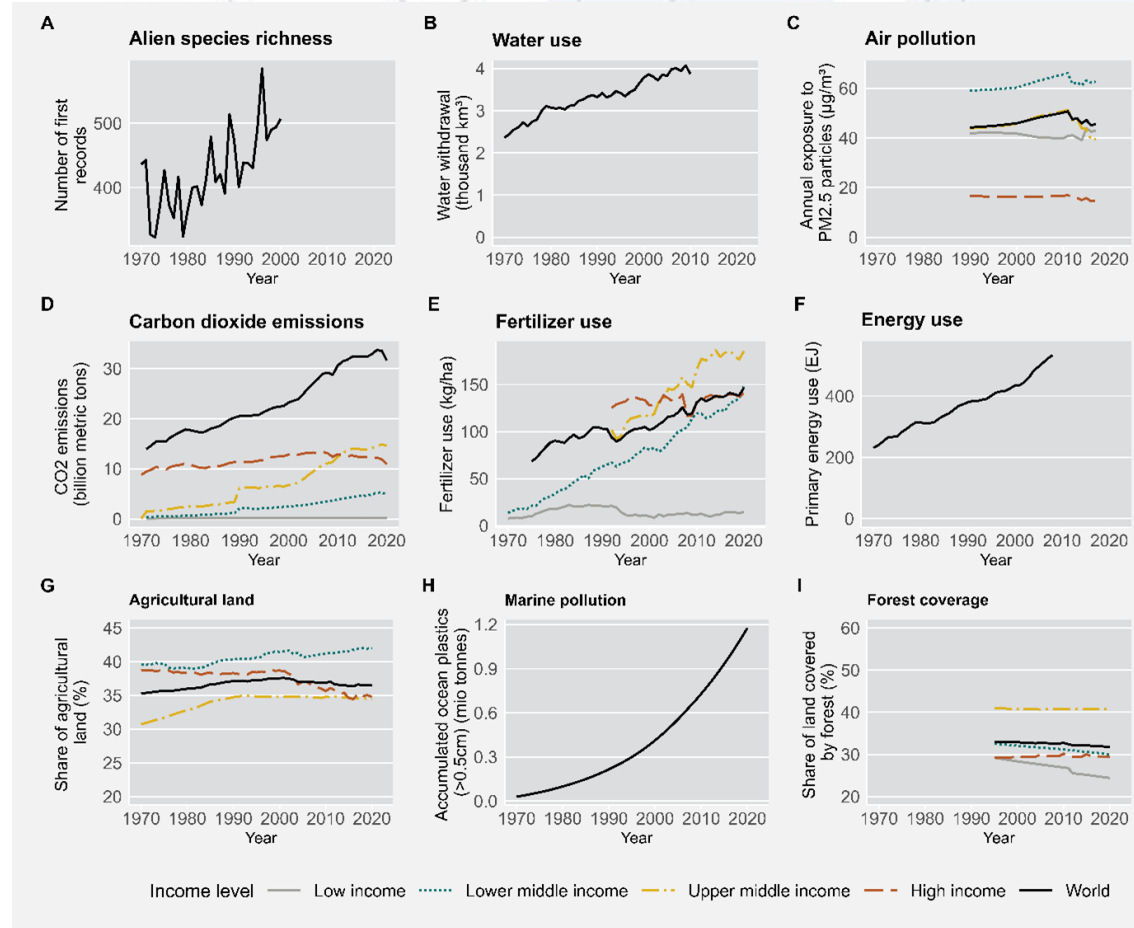 A
Alien species richness
Number of first
records
500
400
1970 1980 1990 2000 2010 2020
Year
B
Water use
Water withdrawal
(thousand km³)
4
3
2
1
0
1970 1980 1990 2000 2010 2020
Year
C
Air pollution
Annual exposure to
PM2.5 particles (µg/m³)
60
40
20
0
1970 1980 1990 2000 2010 2020
Year
D
Carbon dioxide emissions
CO2 emissions
(billion metric tons)
30
20
10
0
1970 1980 1990 2000 2010 2020
Year
E
Fertilizer use
Fertilizer use (kg/ha)
150
100
50
0
1970 1980 1990 2000 2010 2020
Year
F
Energy use
Primary energy use (EJ)
400
200
0
1970 1980 1990 2000 2010 2020
Year
G
Agricultural land
Share of agricultural
land (%)
45
40
35
30
25
20
1970 1980 1990 2000 2010 2020
Year
H
Marine pollution
Accumulated ocean plastics
(>0.5cm) (mio tonnes)
1.2
0.9
0.6
0.3
0.0
1970 1980 1990 2000 2010 2020
Year
I
Forest coverage
Share of land covered
by forest (%)
60
50
40
30
20
1970 1980 1990 2000 2010 2020
Year
Income level Low income Lower middle income Upper middle income High income World